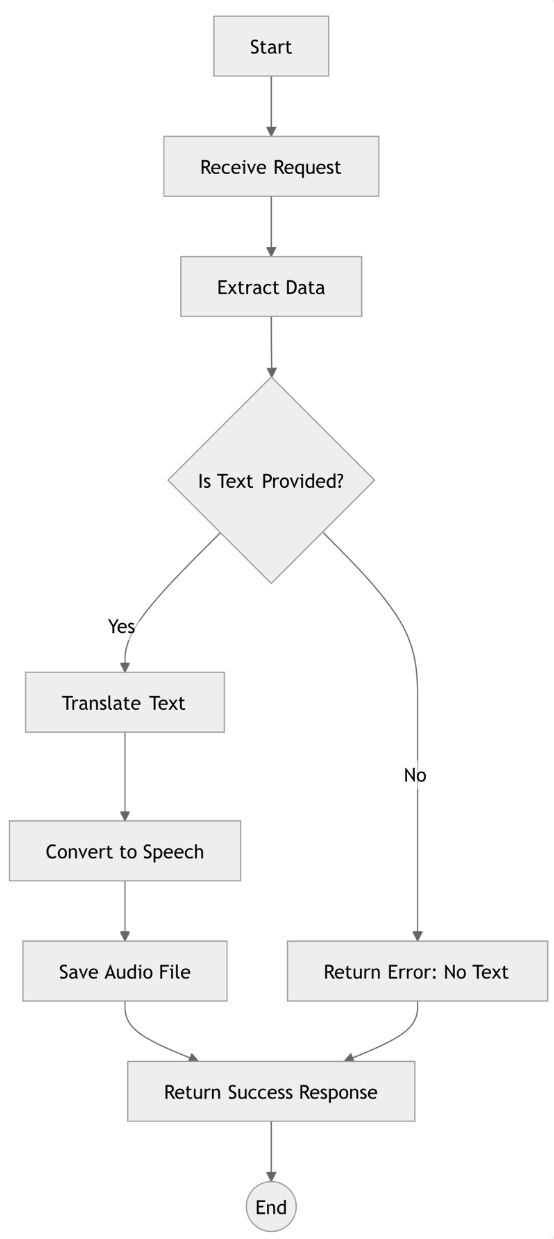 Start
Receive Request
Extract Data
Is Text Provided?
Yes
Translate Text
No
Convert to Speech
Save Audio File
Return Error: No Text
Return Success Response
End